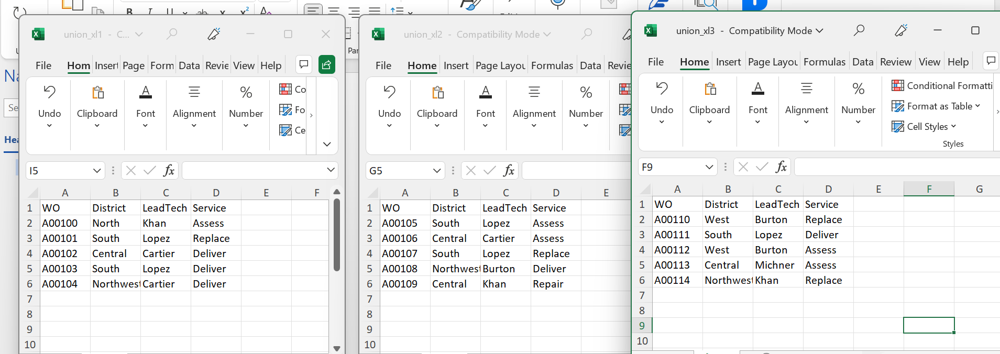 union_xl1 - C...
File Hom Insert Page Form Data Revie View Help
Undo Clipboard Font Alignment Number
Co
Fo
Ce
I5
fx
A B C D E F
1 WO District LeadTech Service
2 A00100 North Khan Assess
3 A00101 South Lopez Replace
4 A00102 Central Cartier Deliver
5 A00103 South Lopez Deliver
6 A00104 Northwest Cartier Deliver
7
8
9
10
union_xl2 - Compatibility Mode
File Home Insert Page Layou Formulas Data Revie
Undo Clipboard Font Alignment Number
G5
fx
A B C D E
1 WO District LeadTech Service
2 A00105 South Lopez Assess
3 A00106 Central Cartier Assess
4 A00107 South Lopez Replace
5 A00108 Northwest Burton Deliver
6 A00109 Central Khan Repair
7
8
9
10
union_xl3 - Compatibility Mode
File Home Insert Page Layou Formulas Data Review View Help
Undo Clipboard Font Alignment Number
Conditional Formatti
Format as Table
Cell Styles
Styles
F9
fx
A B C D E F G
1 WO District LeadTech Service
2 A00110 West Burton Replace
3 A00111 South Lopez Deliver
4 A00112 West Burton Assess
5 A00113 Central Michner Assess
6 A00114 Northwest Khan Replace
7
8
9
10
Na
Se
Hea
Par